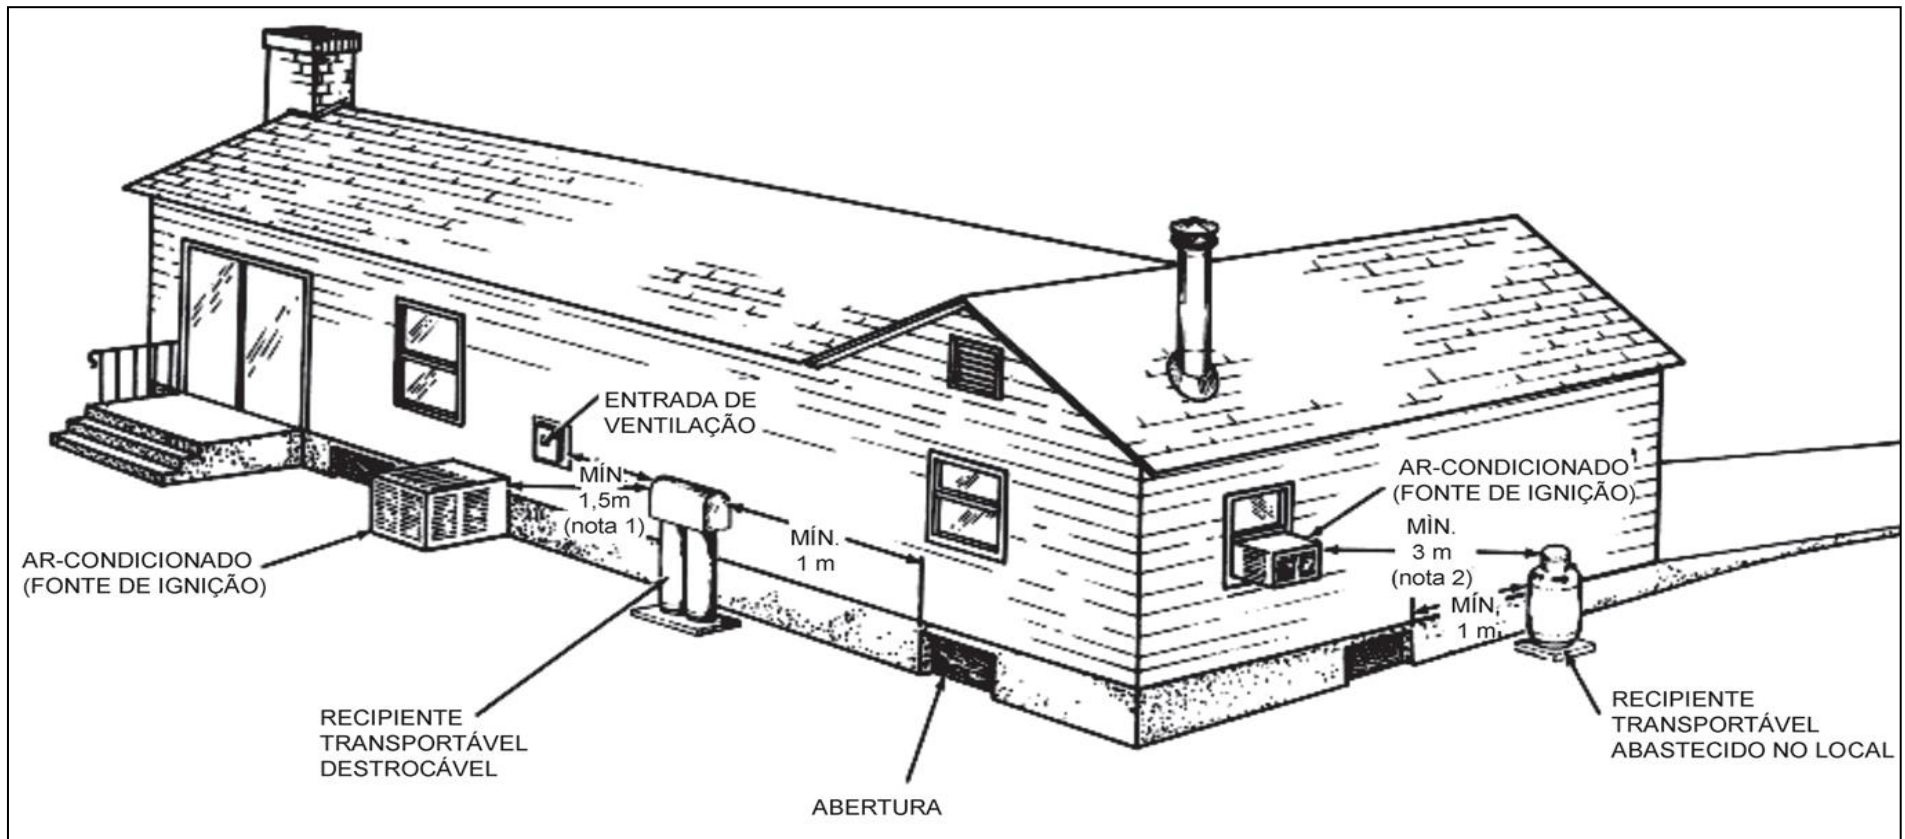 ENTRADA DE
VENTILAÇÃO
MÍN.
1,5m
(nota 1)
MÍN.
1 m
AR-CONDICIONADO
(FONTE DE IGNIÇÃO)
AR-CONDICIONADO
(FONTE DE IGNIÇÃO)
MÌN.
3 m
(nota 2)
MÍN.
1 m
RECIPIENTE
TRANSPORTÁVEL
DESTROCÁVEL
ABERTURA
RECIPIENTE
TRANSPORTÁVEL
ABASTECIDO NO LOCAL